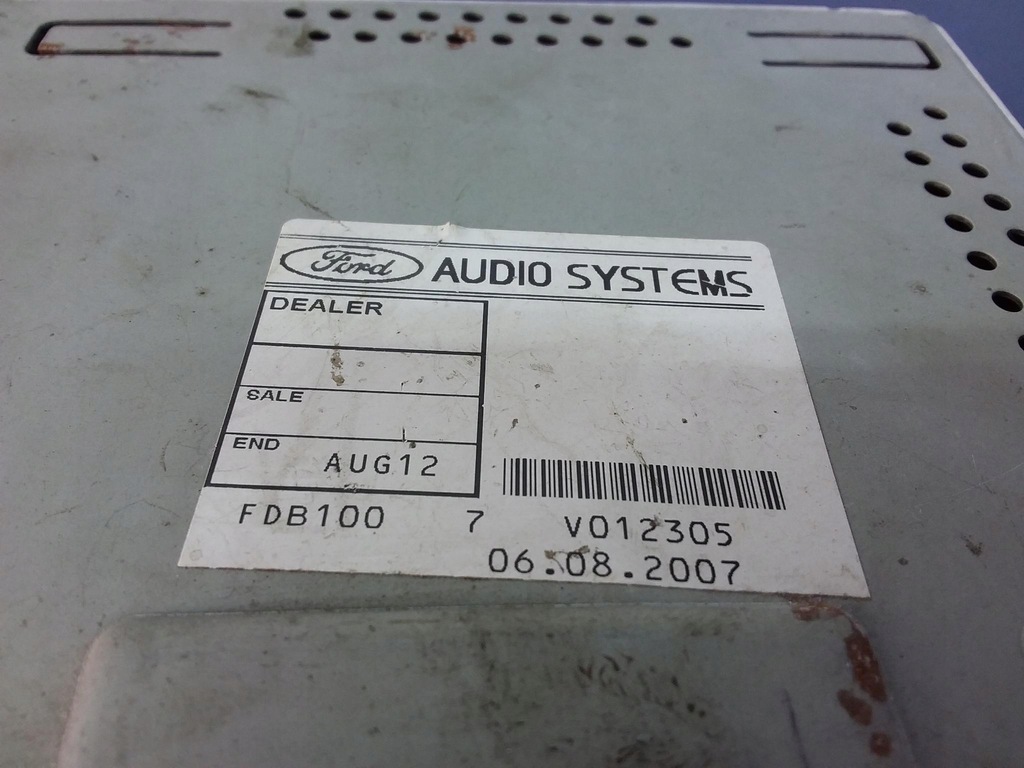 Ford AUDIO SYSTEMS
DEALER
SALE
END AUG12
FDB100 7 V012305
06.08.2007